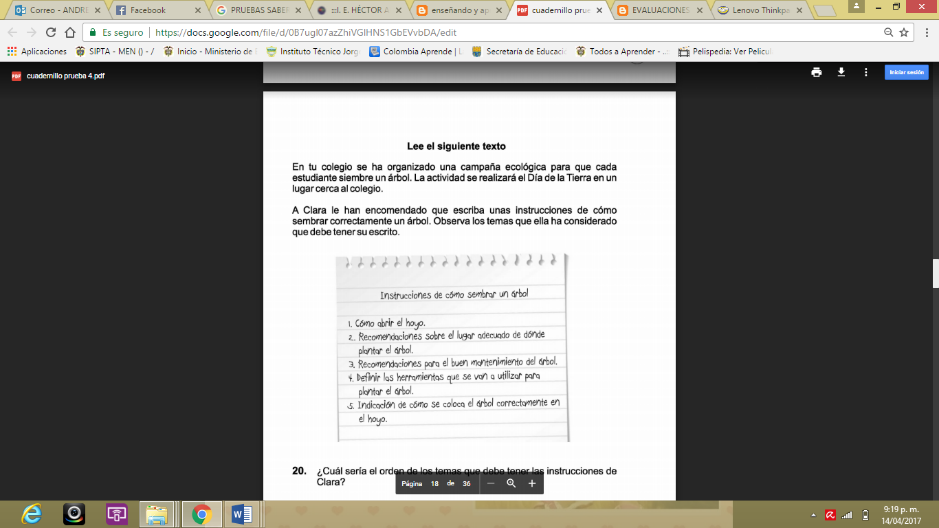 Correo - ANDRE
Facebook
PRUEBAS SABER
::I. E. HÉCTOR A
enseñando y ap
cuadernillo prue
EVALUACIONES
Lenovo Thinkpa
Es seguro | https://docs.google.com/file/d/0B7ugl07azZhiVGlHNS1GbEVvbDA/edit
Aplicaciones
SIPTA - MEN () - /
Inicio - Ministerio de
Instituto Técnico Jorg
Colombia Aprende | L
Secretaría de Educaci
Todos a Aprender - ..
Pelispedia: Ver Pelicul
PDF cuadernillo prueba 4.pdf
Iniciar sesión
Lee el siguiente texto
En tu colegio se ha organizado una campaña ecológica para que cada
estudiante siembre un árbol. La actividad se realizará el Día de la Tierra en un
lugar cerca al colegio.
A Clara le han encomendado que escriba unas instrucciones de cómo
sembrar correctamente un árbol. Observa los temas que ella ha considerado
que debe tener su escrito.
Instrucciones de cómo sembrar un árbol
1. Cómo abrir el hoyo.
2. Recomendaciones sobre el lugar adecuado de dónde
plantar el árbol.
3. Recomendaciones para el buen mantenimiento del árbol.
4. Definir las herramientas que se van a utilizar para
plantar el árbol.
5. Indicación de cómo se coloca el árbol correctamente en
el hoyo.
20. ¿Cuál sería el orden de los temas que debe tener las instrucciones de
Clara?
Página 18 de 36
9:19 p. m.
14/04/2017